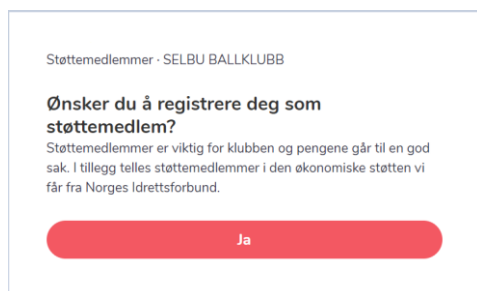 Støttemedlemmer · SELBU BALLKLUBB
Ønsker du å registrere deg som
støttemedlem?
Støttemedlemmer er viktig for klubben og pengene går til en god
sak. I tillegg telles støttemedlemmer i den økonomiske støtten vi
får fra Norges Idrettsforbund.
Ja